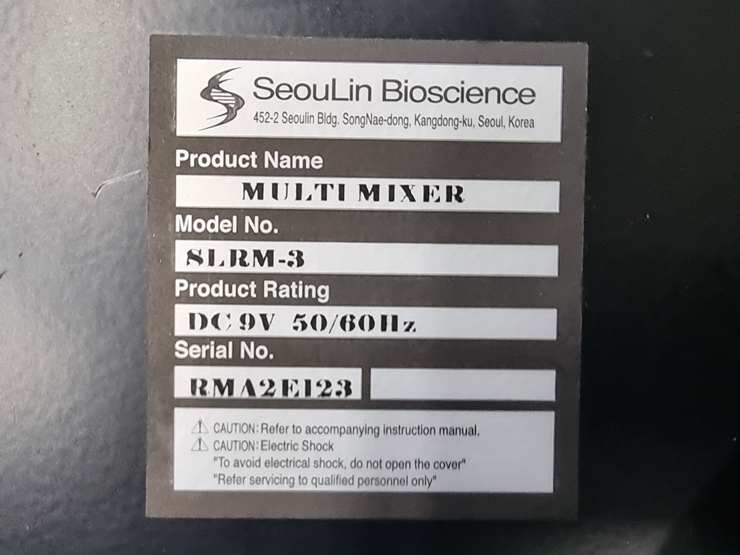 SeouLin Bioscience
452-2 Seoulin Bldg. SongNae-dong, Kangdong-ku, Seoul, Korea
Product Name
MULTI MIXER
Model No.
SLRM-3
Product Rating
DC 9V 50/60Hz
Serial No.
RMA2E123
⚠ CAUTION: Refer to accompanying instruction manual.
⚠ CAUTION: Electric Shock
"To avoid electrical shock, do not open the cover"
"Refer servicing to qualified personnel only"